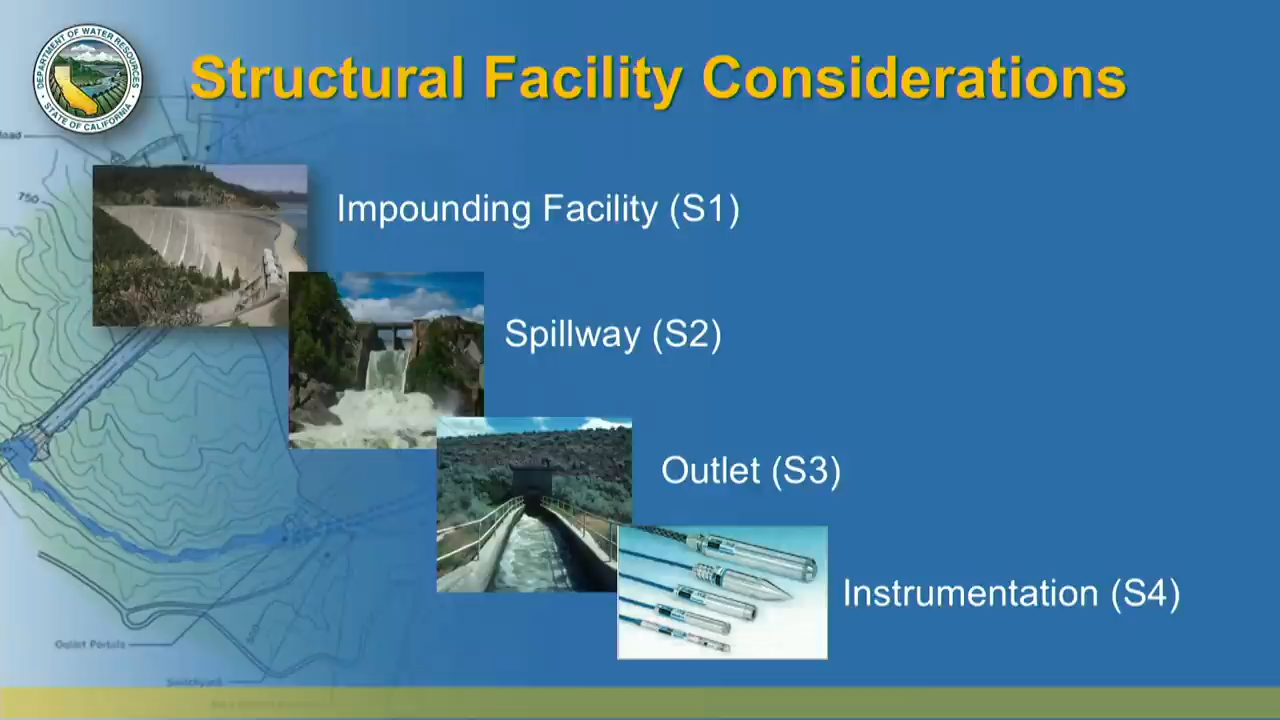 DEPARTMENT OF WATER RESOURCES
STATE OF CALIFORNIA
Structural Facility Considerations
750
Impounding Facility (S1)
Spillway (S2)
Outlet (S3)
Instrumentation (S4)
Outlet Portals
Switchyard